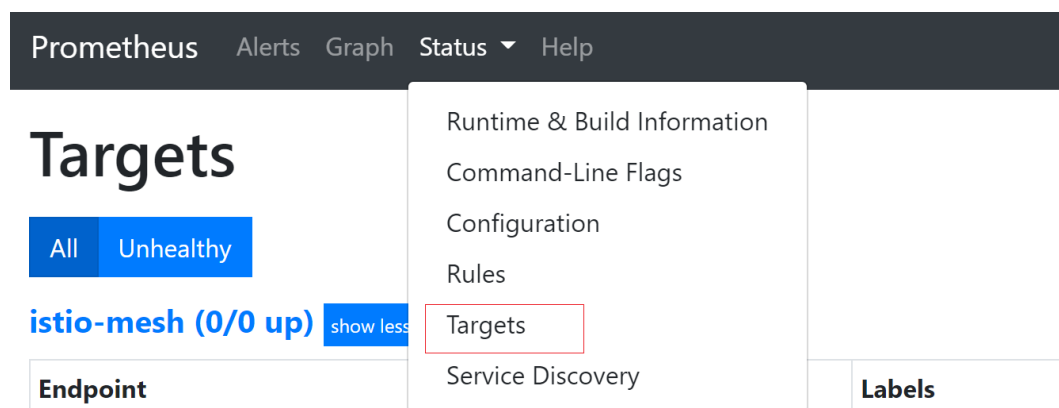 Prometheus Alerts Graph Status Help
Runtime & Build Information
Targets
Command-Line Flags
Configuration
All Unhealthy
Rules
istio-mesh (0/0 up) show less
Targets
Service Discovery
Endpoint Labels